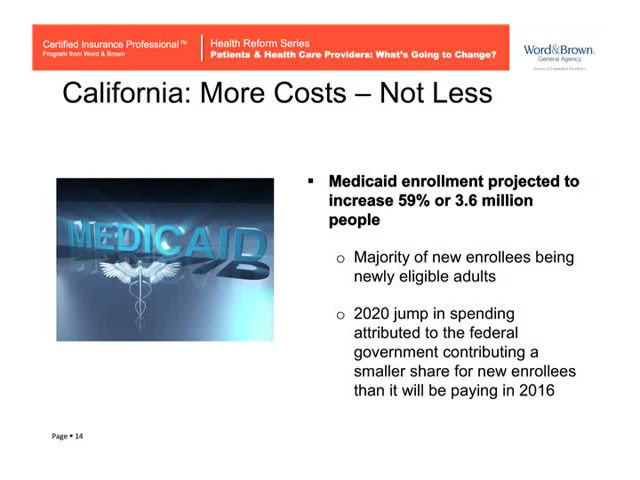 Certified Insurance Professional™
Program from Word & Brown
Health Reform Series
Patients & Health Care Providers: What's Going to Change?
Word&Brown.
General Agency
California: More Costs – Not Less
MEDICAID
▪ Medicaid enrollment projected to
increase 59% or 3.6 million
people
o Majority of new enrollees being
newly eligible adults
o 2020 jump in spending
attributed to the federal
government contributing a
smaller share for new enrollees
than it will be paying in 2016
Page ▪ 14